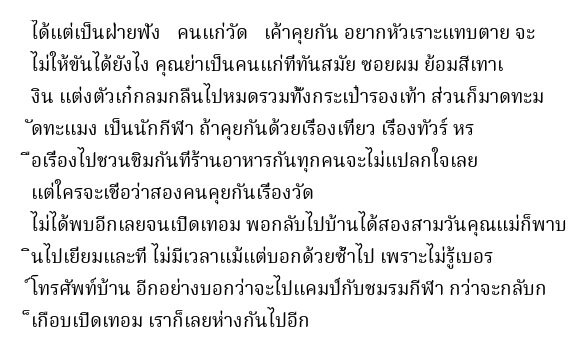 ได้แต่เป็นฝ่ายฟัง คนแก่วัด เค้าคุยกัน อยากหัวเราะแทบตาย จะ
ไม่ให้ขันได้ยังไง คุณย่าเป็นคนแก่ที่ทันสมัย ซอยผม ย้อมสีเทาเ
งิน แต่งตัวเก๋กลมกลืนไปหมดรวมทั้งกระเป๋ารองเท้า ส่วนก็มาดทะม
ัดทะแมง เป็นนักกีฬา ถ้าคุยกันด้วยเรื่องเที่ยว เรื่องทัวร์ หร
ือเรื่องไปชวนชิมกันที่ร้านอาหารกันทุกคนจะไม่แปลกใจเลย
แต่ใครจะเชื่อว่าสองคนคุยกันเรื่องวัด
ไม่ได้พบอีกเลยจนเปิดเทอม พอกลับไปบ้านได้สองสามวันคุณแม่ก็พาบ
ินไปเยี่ยมและที่ ไม่มีเวลาแม้แต่บอกด้วยซ้ำไป เพราะไม่รู้เบอร
์โทรศัพท์บ้าน อีกอย่างบอกว่าจะไปแคมป์กับชมรมกีฬา กว่าจะกลับก
็เกือบเปิดเทอม เราก็เลยห่างกันไปอีก